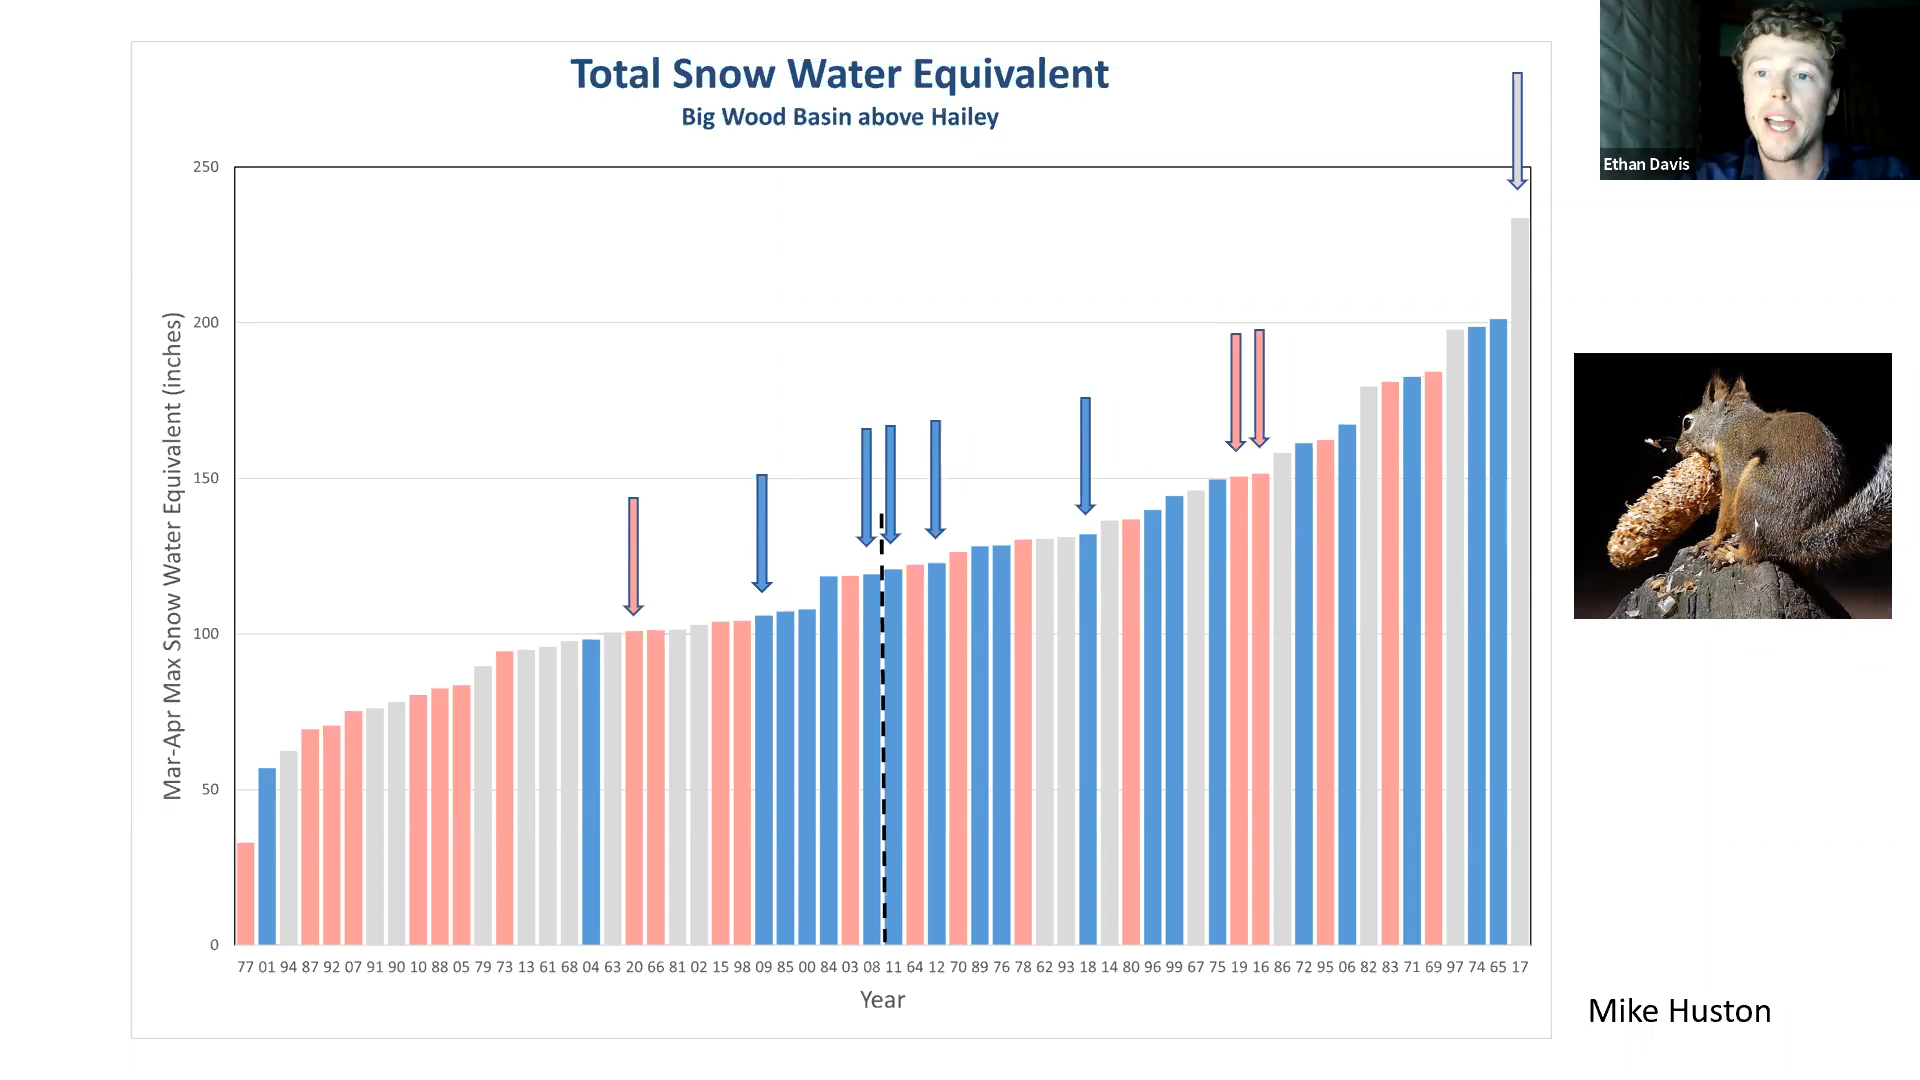 Total Snow Water Equivalent
Big Wood Basin above Hailey
Ethan Davis
Mar-Apr Max Snow Water Equivalent (inches)
250
200
150
100
50
0
77 01 94 87 92 07 91 90 10 88 05 79 73 13 61 68 04 63 20 66 81 02 15 98 09 85 00 84 03 08 11 64 12 70 89 76 78 62 93 18 14 80 96 99 67 75 19 16 86 72 95 06 82 83 71 69 97 74 65 17
Year
Mike Huston